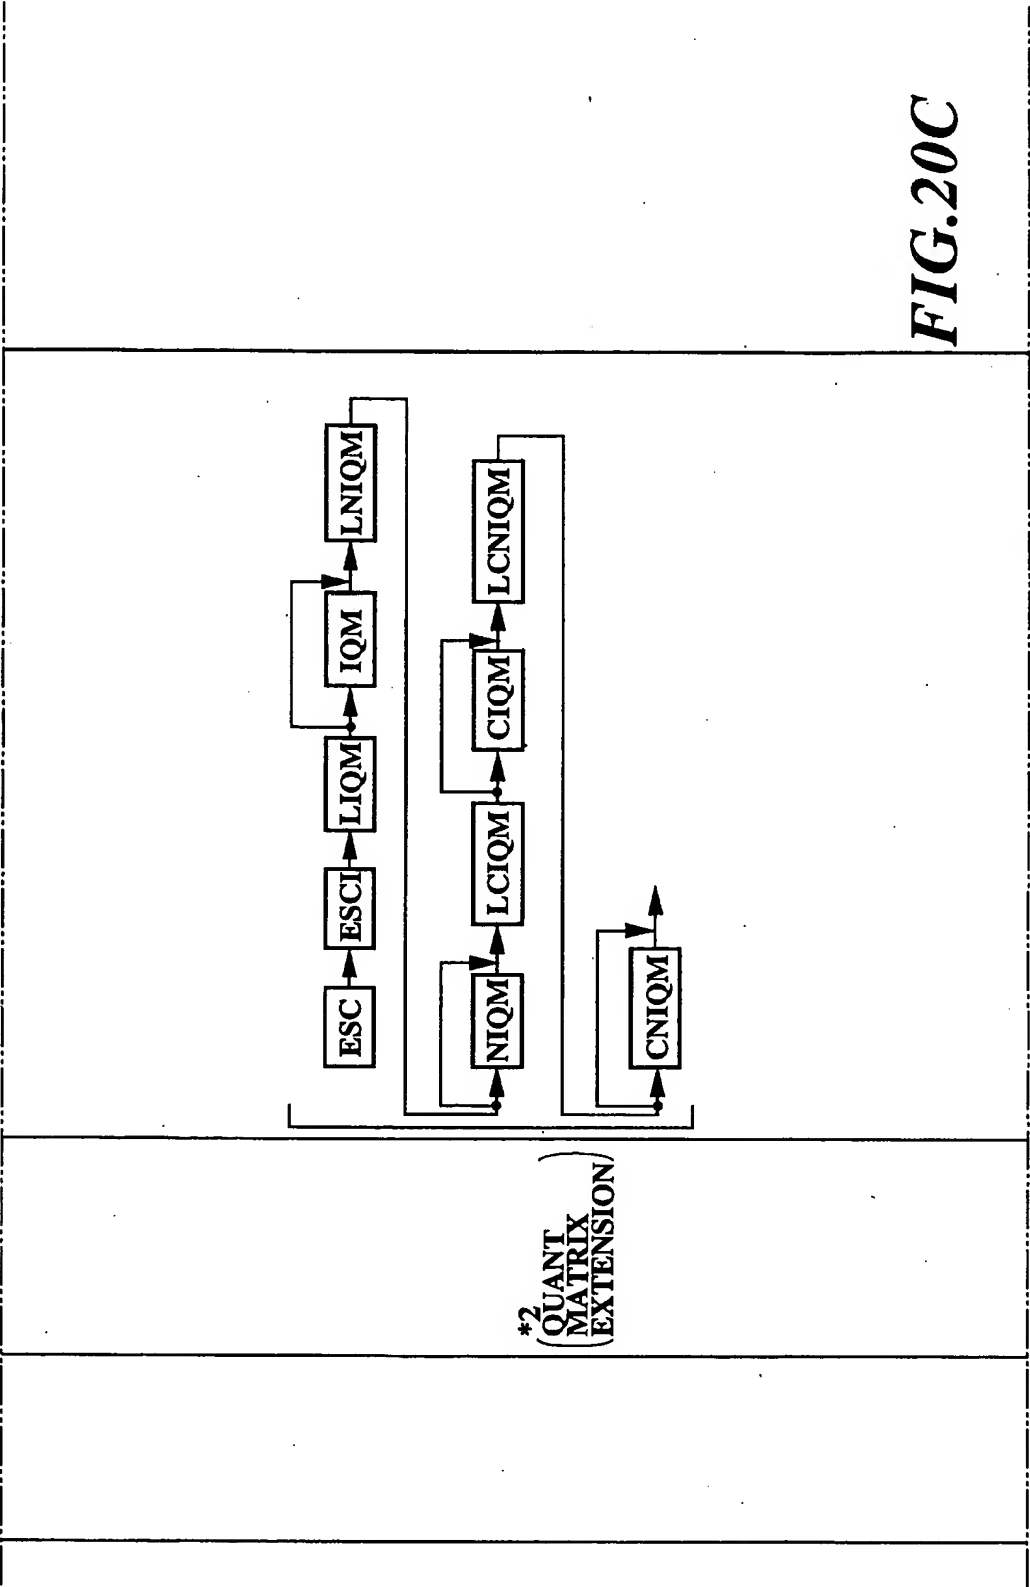 *2
(QUANT
MATRIX
EXTENSION)
ESC
ESCI
LIQM
IQM
LNIQM
NIQM
LCIQM
CIQM
LCNIQM
CNIQM
FIG.20C